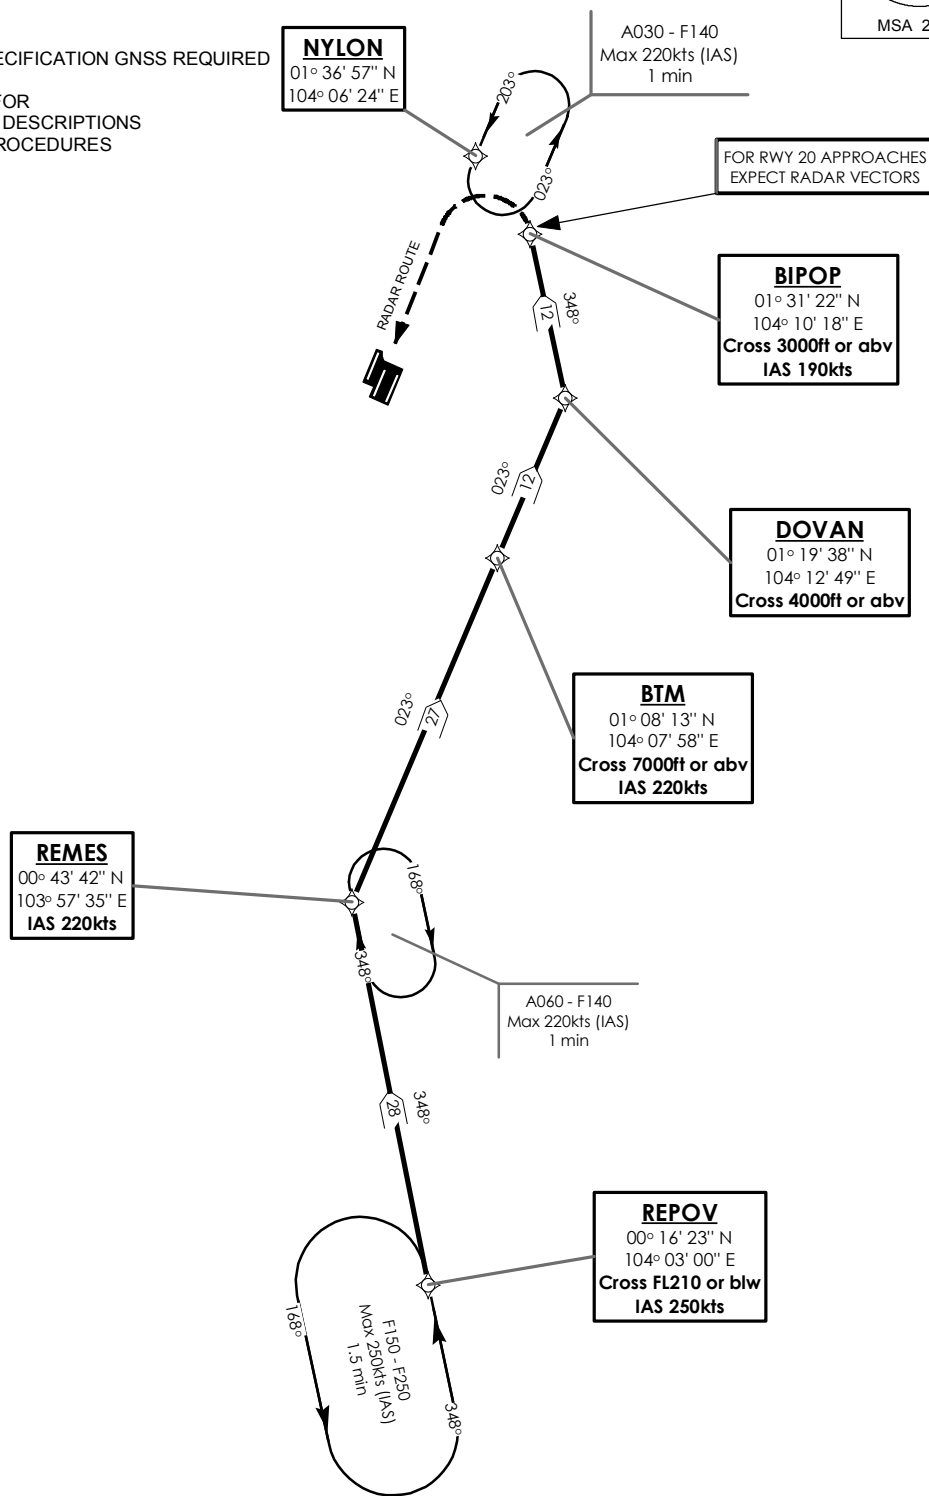 ECIFICATION GNSS REQUIRED
FOR
DESCRIPTIONS
ROCEDURES
NYLON
01° 36' 57" N
104° 06' 24" E
A030 - F140
Max 220kts (IAS)
1 min
MSA 2
203°
023°
FOR RWY 20 APPROACHES
EXPECT RADAR VECTORS
RADAR ROUTE
BIPOP
01° 31' 22" N
104° 10' 18" E
Cross 3000ft or abv
IAS 190kts
348°
12
023°
12
DOVAN
01° 19' 38" N
104° 12' 49" E
Cross 4000ft or abv
BTM
01° 08' 13" N
104° 07' 58" E
Cross 7000ft or abv
IAS 220kts
023°
27
REMES
00° 43' 42" N
103° 57' 35" E
IAS 220kts
168°
348°
A060 - F140
Max 220kts (IAS)
1 min
348°
28
REPOV
00° 16' 23" N
104° 03' 00" E
Cross FL210 or blw
IAS 250kts
168°
F150 - F250
Max 250kts (IAS)
1.5 min
348°